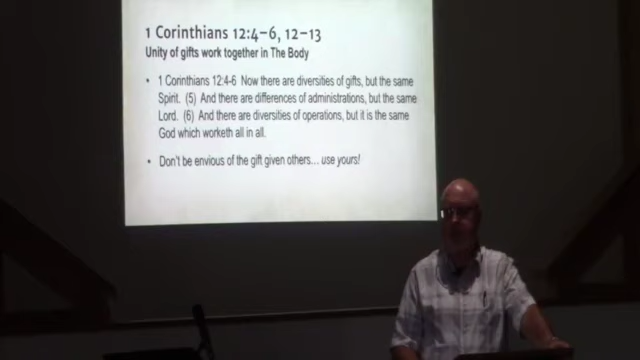 1 Corinthians 12:4–6, 12–13
Unity of gifts work together in The Body
• 1 Corinthians 12:4-6 Now there are diversities of gifts, but the same
Spirit. (5) And there are differences of administrations, but the same
Lord. (6) And there are diversities of operations, but it is the same
God which worketh all in all.
• Don't be envious of the gift given others… use yours!